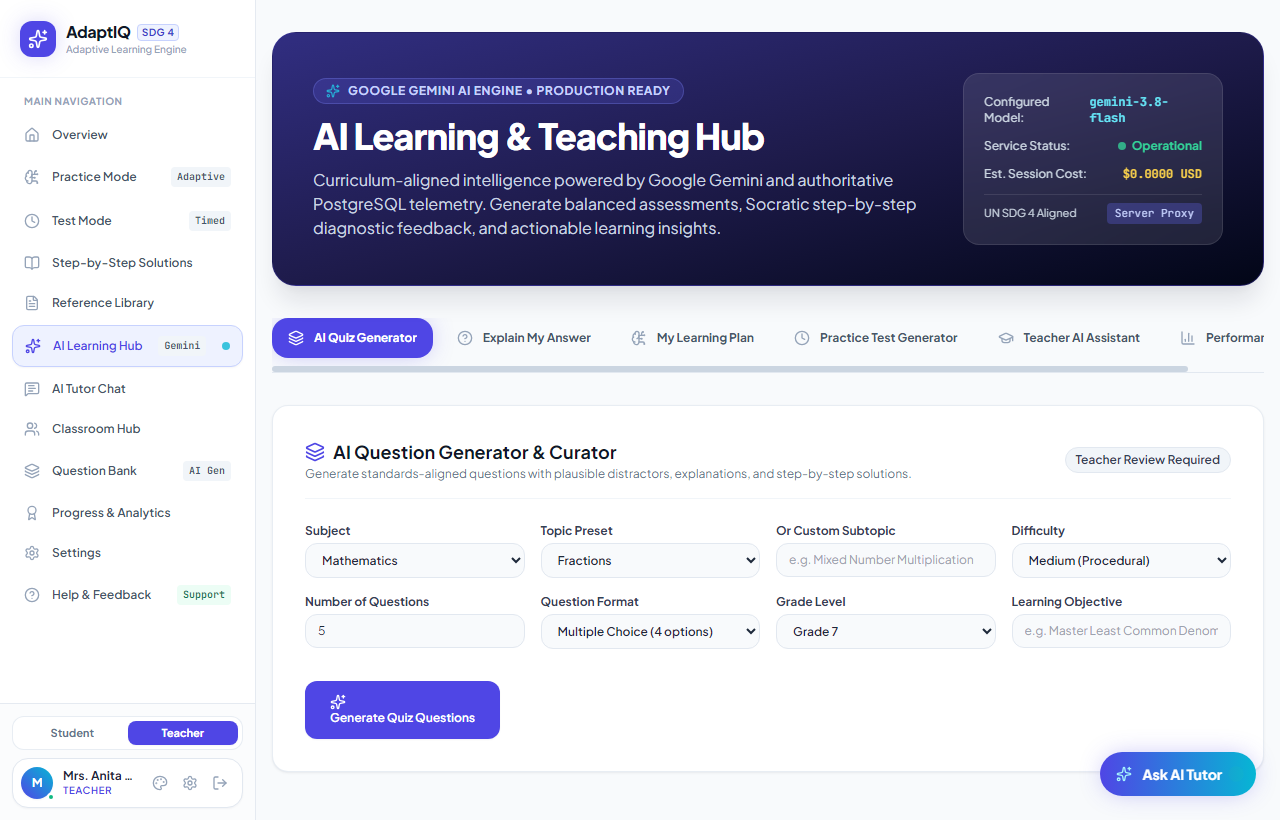 AdaptIQ SDG 4
Adaptive Learning Engine
MAIN NAVIGATION
Overview
Practice Mode Adaptive
Test Mode Timed
Step-by-Step Solutions
Reference Library
AI Learning Hub Gemini
AI Tutor Chat
Classroom Hub
Question Bank AI Gen
Progress & Analytics
Settings
Help & Feedback Support
Student Teacher
M
Mrs. Anita ...
TEACHER
GOOGLE GEMINI AI ENGINE • PRODUCTION READY
AI Learning & Teaching Hub
Curriculum-aligned intelligence powered by Google Gemini and authoritative
PostgreSQL telemetry. Generate balanced assessments, Socratic step-by-step
diagnostic feedback, and actionable learning insights.
Configured Model: gemini-3.8-flash
Service Status: Operational
Est. Session Cost: $0.0000 USD
UN SDG 4 Aligned Server Proxy
AI Quiz Generator Explain My Answer My Learning Plan Practice Test Generator Teacher AI Assistant Performar
AI Question Generator & Curator
Generate standards-aligned questions with plausible distractors, explanations, and step-by-step solutions.
Teacher Review Required
Subject Topic Preset Or Custom Subtopic Difficulty
Mathematics Fractions e.g. Mixed Number Multiplication Medium (Procedural)
Number of Questions Question Format Grade Level Learning Objective
5 Multiple Choice (4 options) Grade 7 e.g. Master Least Common Denom
Generate Quiz Questions
Ask AI Tutor